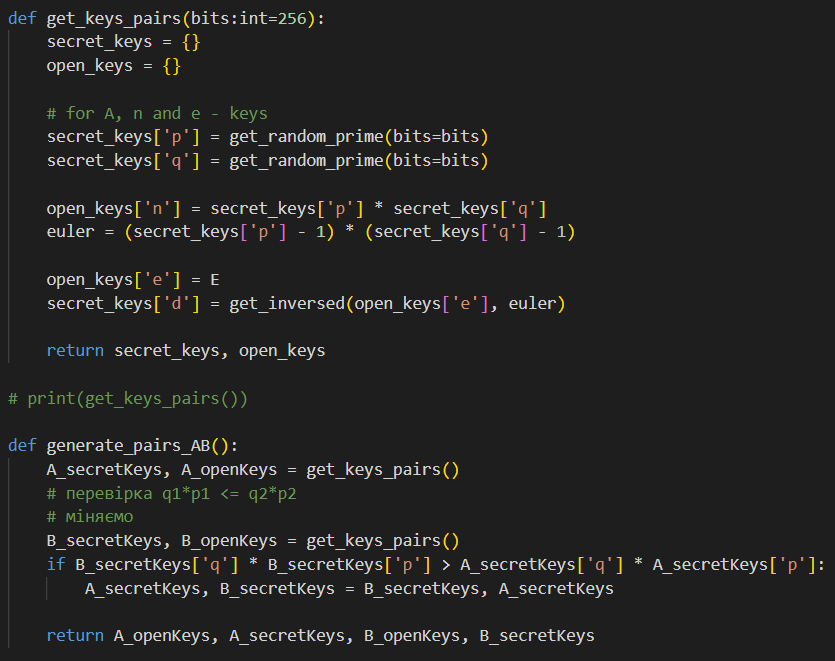 def get_keys_pairs(bits:int=256):
    secret_keys = {}
    open_keys = {}

    # for A, n and e - keys
    secret_keys['p'] = get_random_prime(bits=bits)
    secret_keys['q'] = get_random_prime(bits=bits)

    open_keys['n'] = secret_keys['p'] * secret_keys['q']
    euler = (secret_keys['p'] - 1) * (secret_keys['q'] - 1)

    open_keys['e'] = E
    secret_keys['d'] = get_inversed(open_keys['e'], euler)

    return secret_keys, open_keys

# print(get_keys_pairs())

def generate_pairs_AB():
    A_secretKeys, A_openKeys = get_keys_pairs()
    # перевірка q1*p1 <= q2*p2
    # міняємо
    B_secretKeys, B_openKeys = get_keys_pairs()
    if B_secretKeys['q'] * B_secretKeys['p'] > A_secretKeys['q'] * A_secretKeys['p']:
        A_secretKeys, B_secretKeys = B_secretKeys, A_secretKeys

    return A_openKeys, A_secretKeys, B_openKeys, B_secretKeys